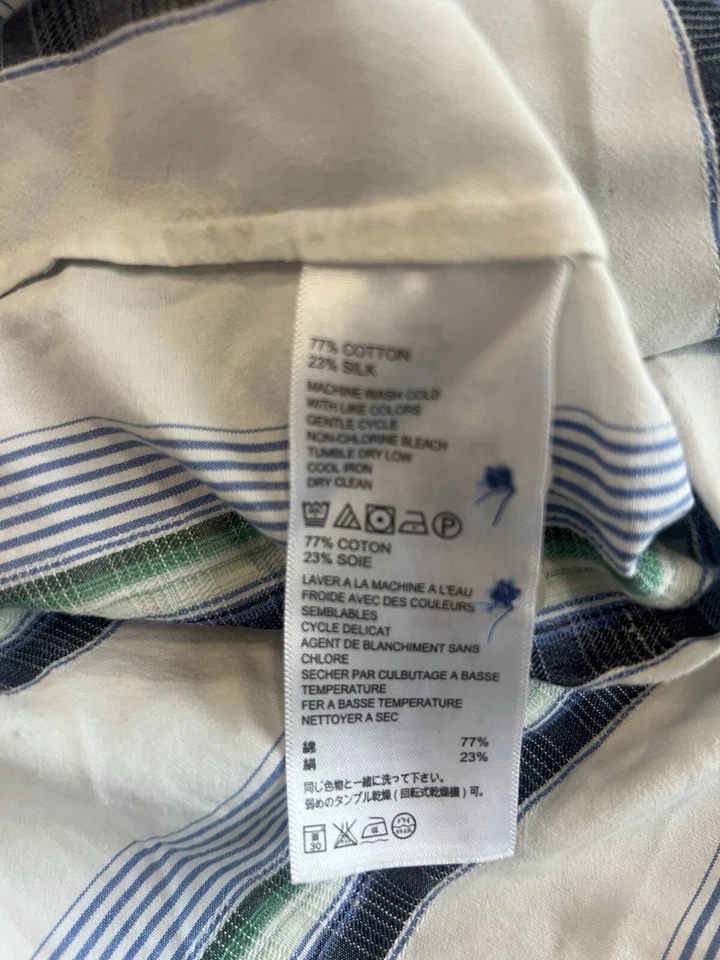 77% COTTON
23% SILK
MACHINE WASH COLD
WITH LIKE COLORS
GENTLE CYCLE
NON-CHLORINE BLEACH
TUMBLE DRY LOW
COOL IRON
DRY CLEAN
P
77% COTON
23% SOIE
LAVER A LA MACHINE A L'EAU
FROIDE AVEC DES COULEURS
SEMBLABLES
CYCLE DELICAT
AGENT DE BLANCHIMENT SANS
CHLORE
SECHER PAR CULBUTAGE A BASSE
TEMPERATURE
FER A BASSE TEMPERATURE
NETTOYER A SEC
綿 77%
絹 23%
同じ色物と一緒に洗って下さい。
弱めのタンブル乾燥(回転式乾燥機)可。
30